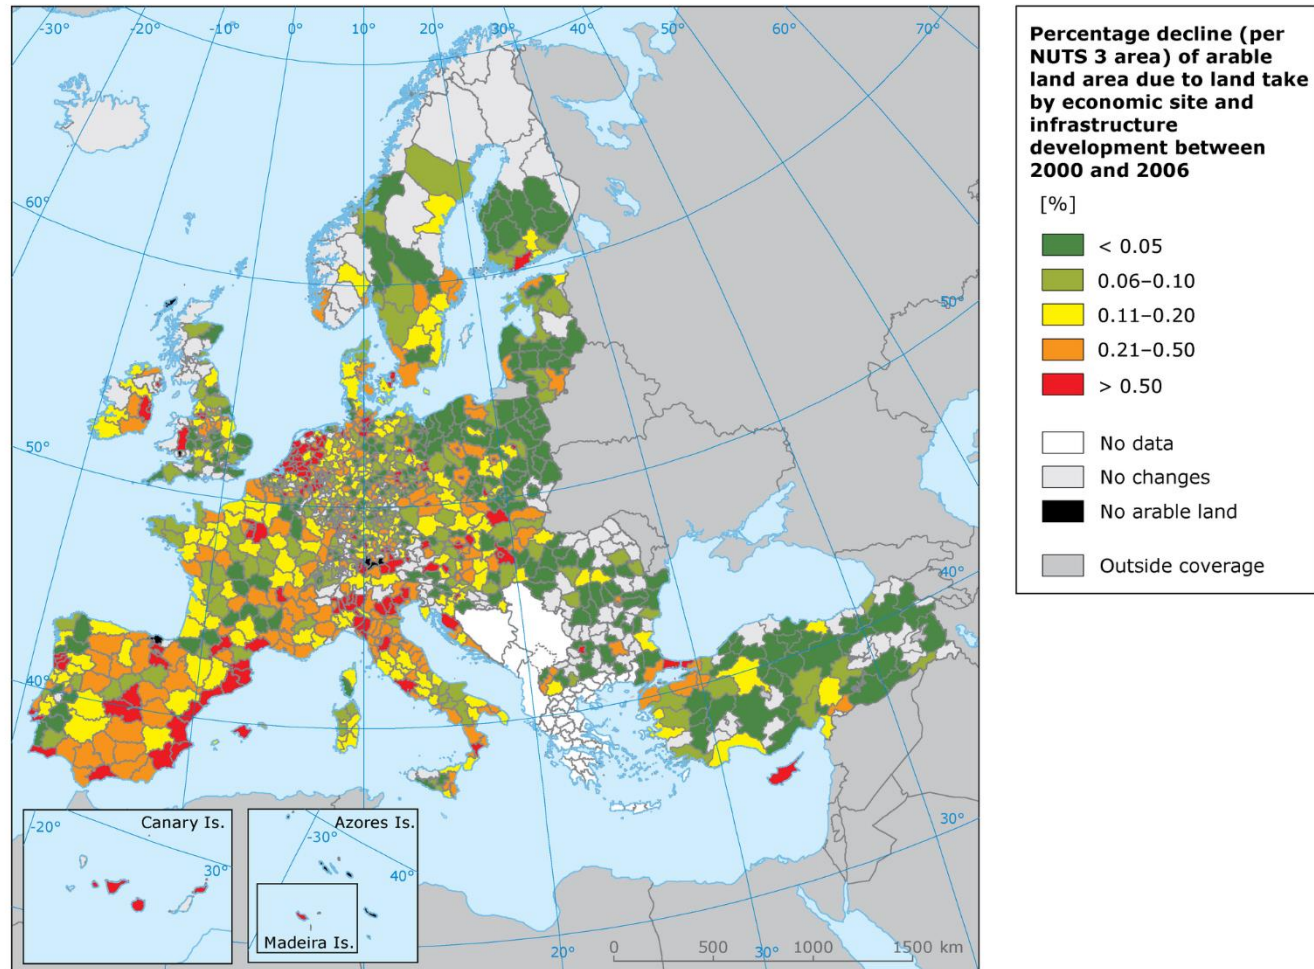 -30°
-20°
-10°
0°
10°
20°
30°
40°
50°
60°
70°
60°
50°
50°
40°
40°
Canary Is.
-20°
30°
Azores Is.
-30°
40°
Madeira Is.
30°
20°
30°
0
500
1000
1500 km
Percentage decline (per
NUTS 3 area) of arable
land area due to land take
by economic site and
infrastructure
development between
2000 and 2006
[%]
< 0.05
0.06–0.10
0.11–0.20
0.21–0.50
> 0.50
No data
No changes
No arable land
Outside coverage